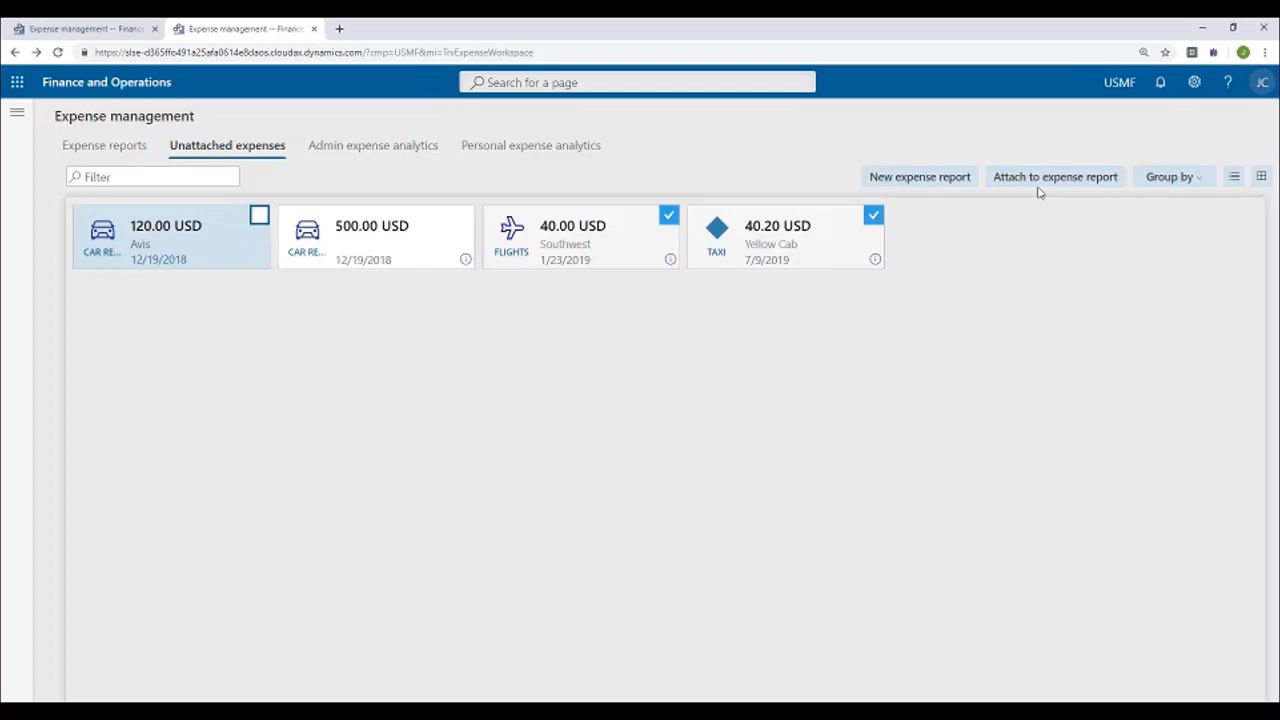 Expense management -- Financ
Expense management -- Financ
https://slse-d365ffo491a25afa0614e8daos.cloudax.dynamics.com/?cmp=USMF&mi=TrvExpenseWorkspace
Finance and Operations
Search for a page
USMF
?
JC
Expense management
Expense reports
Unattached expenses
Admin expense analytics
Personal expense analytics
Filter
New expense report
Attach to expense report
Group by
CAR RE...
120.00 USD
Avis
12/19/2018
CAR RE...
500.00 USD
12/19/2018
FLIGHTS
40.00 USD
Southwest
1/23/2019
TAXI
40.20 USD
Yellow Cab
7/9/2019